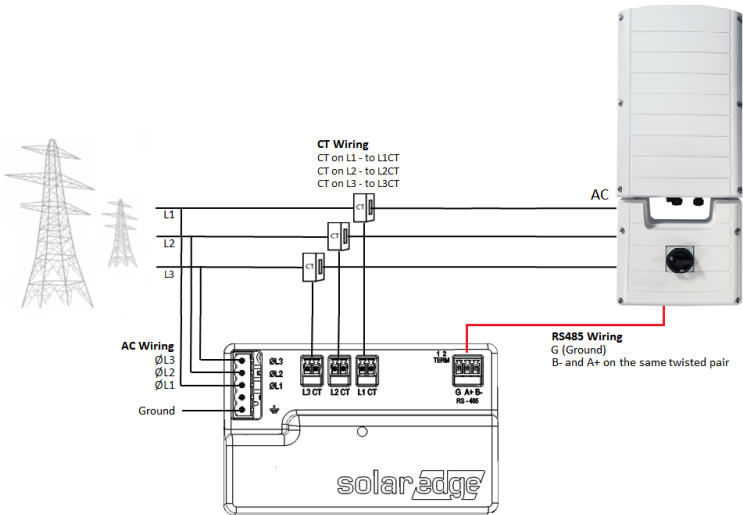 CT Wiring
CT on L1 - to L1CT
CT on L2 - to L2CT
CT on L3 - to L3CT
AC
CT
L1
CT
L2
CT
L3
RS485 Wiring
G (Ground)
B- and A+ on the same twisted pair
AC Wiring
ØL3
ØL2
ØL1
Ground
ØL3
ØL2
ØL1
L3 CT
L2 CT
L1 CT
1 2
TERM
G A+ B-
RS - 485
solaredge